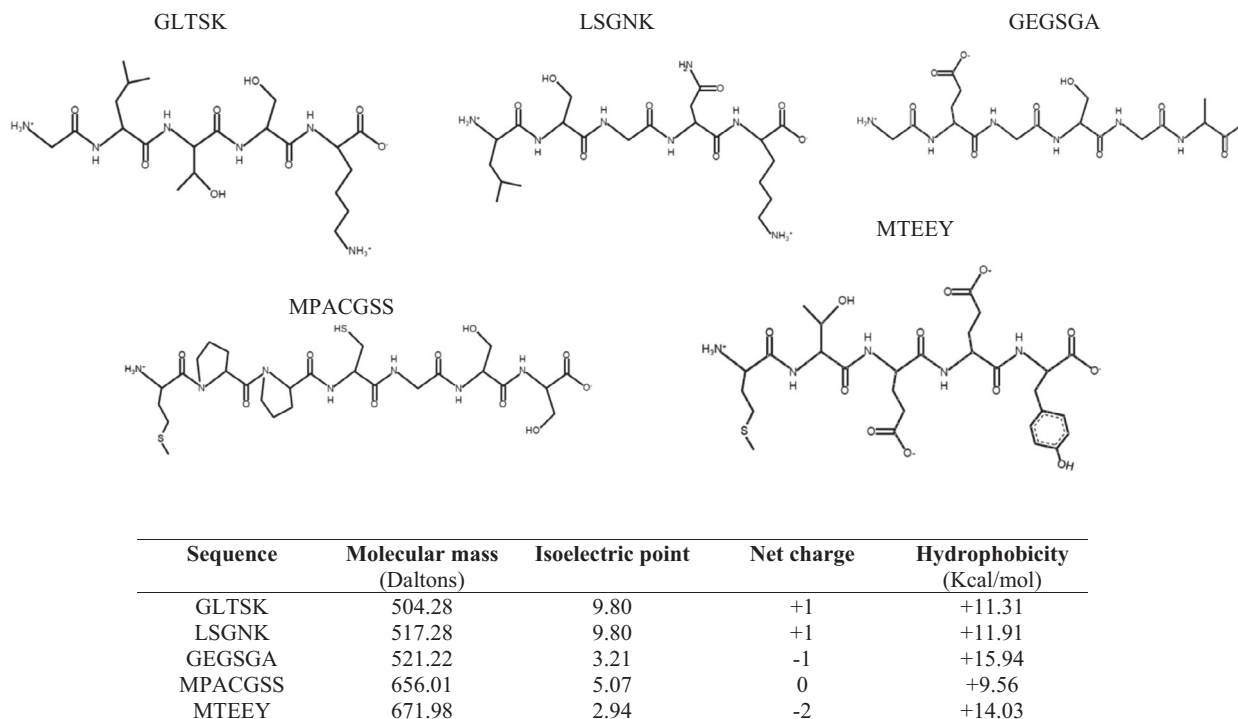 GLTSK
LSGNK
GEGSGA
MTEEY
MPACGSS
Sequence Molecular mass Isoelectric point Net charge Hydrophobicity
(Daltons) (Kcal/mol)
GLTSK 504.28 9.80 +1 +11.31
LSGNK 517.28 9.80 +1 +11.91
GEGSGA 521.22 3.21 -1 +15.94
MPACGSS 656.01 5.07 0 +9.56
MTEEY 671.98 2.94 -2 +14.03